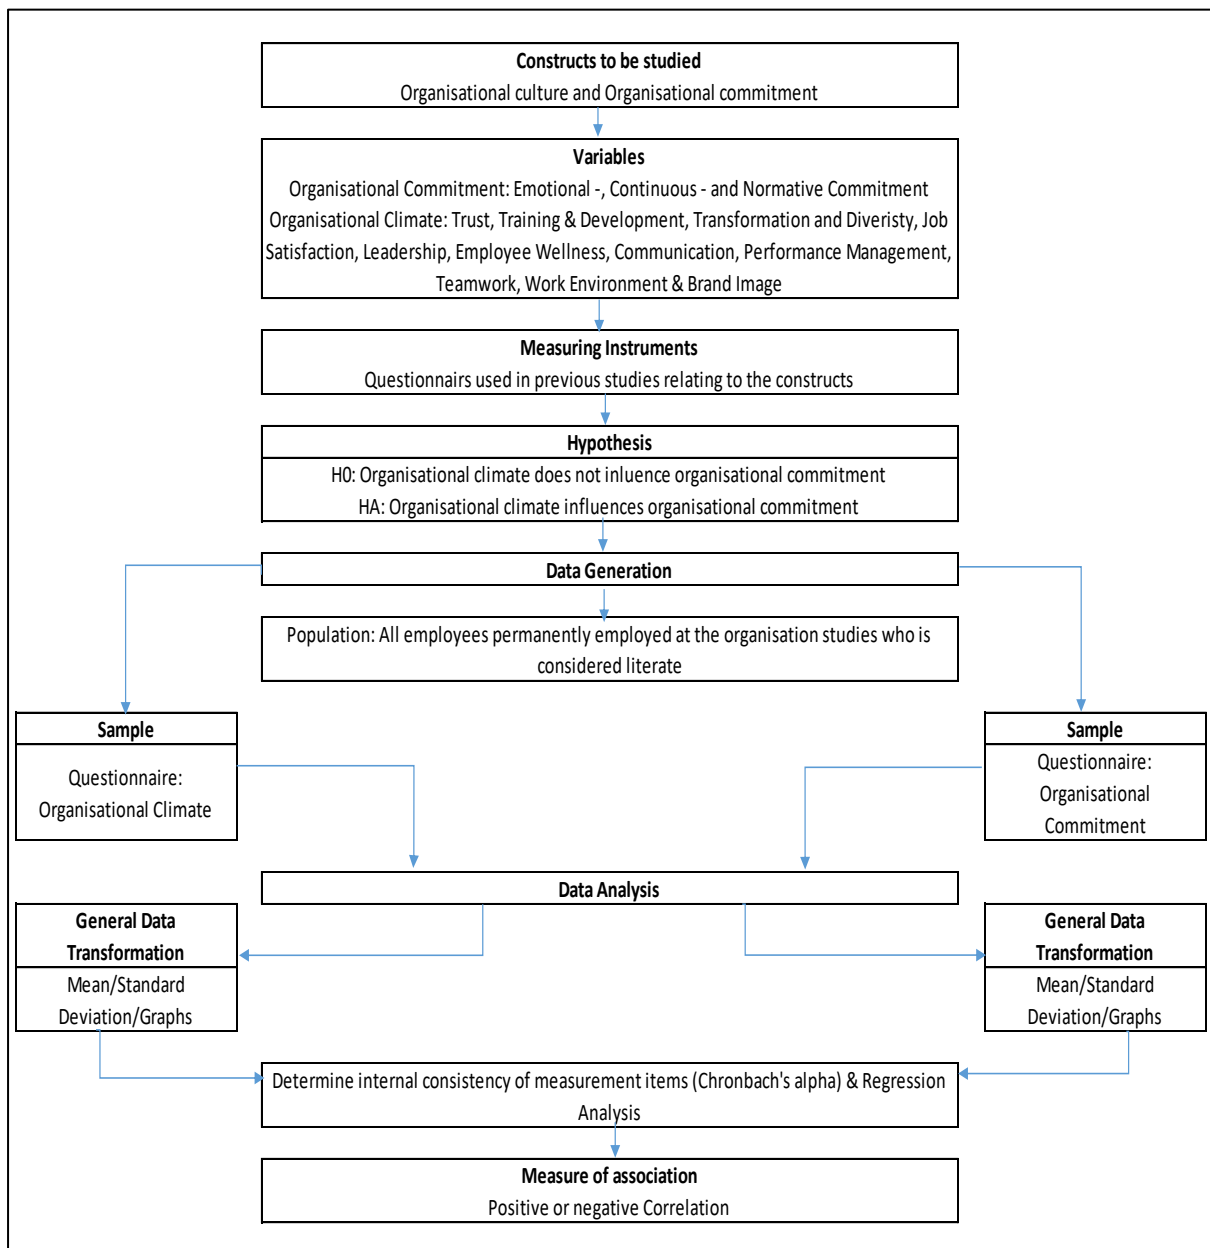 Constructs to be studied
Organisational culture and Organisational commitment
Variables
Organisational Commitment: Emotional -, Continuous - and Normative Commitment
Organisational Climate: Trust, Training & Development, Transformation and Diveristy, Job
Satisfaction, Leadership, Employee Wellness, Communication, Performance Management,
Teamwork, Work Environment & Brand Image
Measuring Instruments
Questionnairs used in previous studies relating to the constructs
Hypothesis
H0: Organisational climate does not inluence organisational commitment
HA: Organisational climate influences organisational commitment
Data Generation
Population: All employees permanently employed at the organisation studies who is
considered literate
Sample
Questionnaire:
Organisational Climate
Sample
Questionnaire:
Organisational
Commitment
Data Analysis
General Data
Transformation
Mean/Standard
Deviation/Graphs
General Data
Transformation
Mean/Standard
Deviation/Graphs
Determine internal consistency of measurement items (Chronbach's alpha) & Regression
Analysis
Measure of association
Positive or negative Correlation